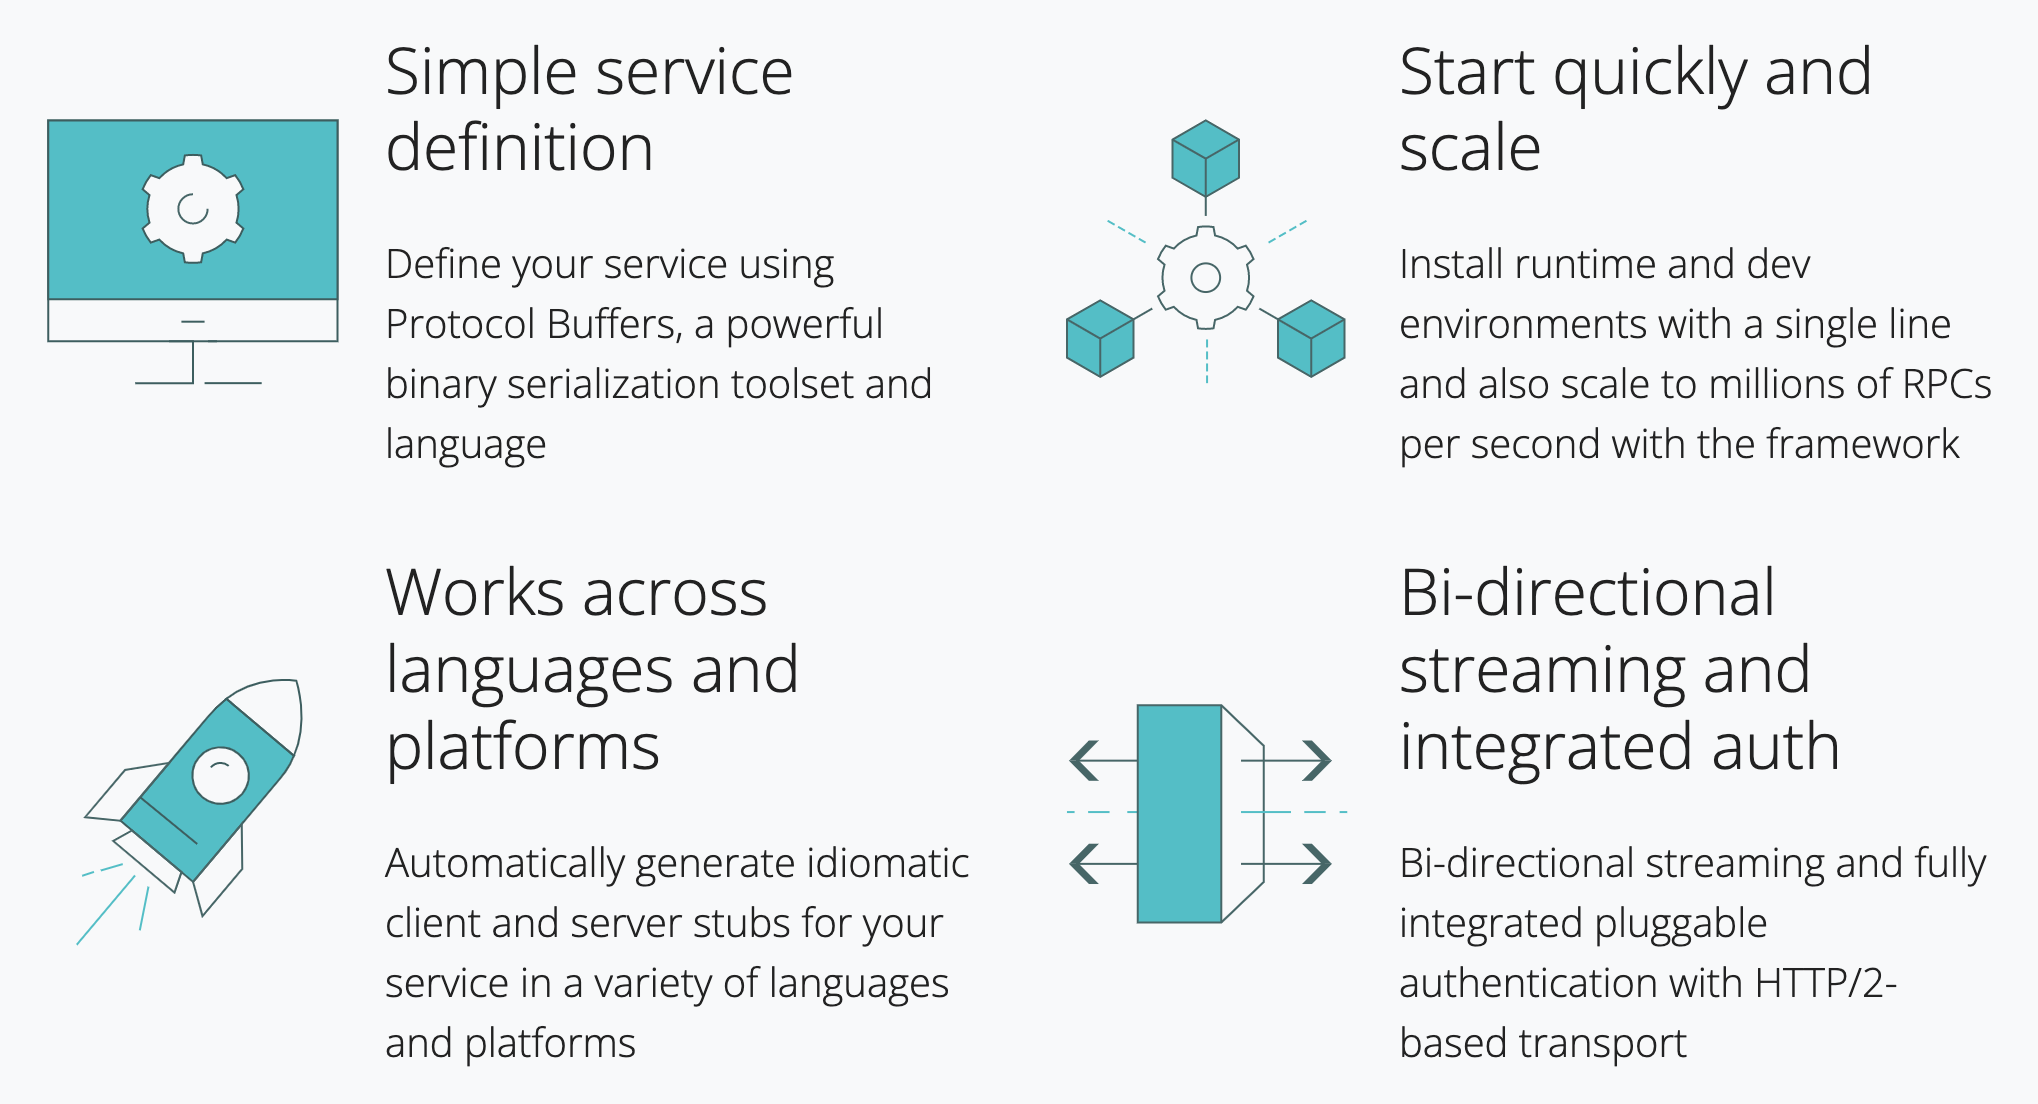 Simple service
definition
Define your service using
Protocol Buffers, a powerful
binary serialization toolset and
language
Start quickly and
scale
Install runtime and dev
environments with a single line
and also scale to millions of RPCs
per second with the framework
Works across
languages and
platforms
Automatically generate idiomatic
client and server stubs for your
service in a variety of languages
and platforms
Bi-directional
streaming and
integrated auth
Bi-directional streaming and fully
integrated pluggable
authentication with HTTP/2-
based transport